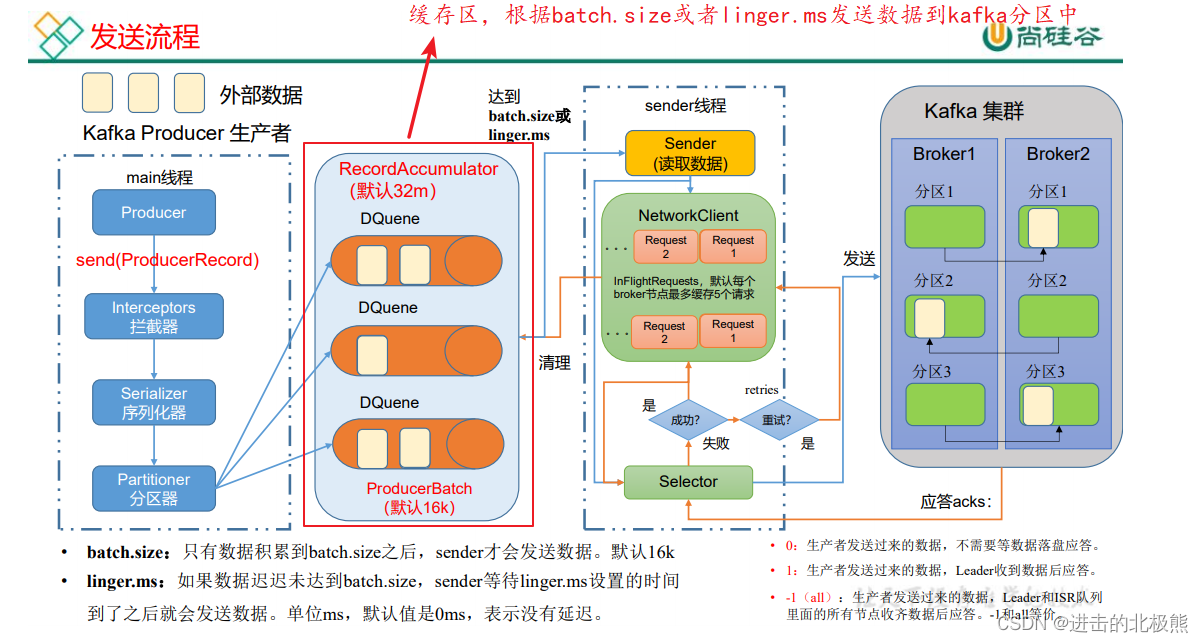 缓存区，根据batch.size或者linger.ms发送数据到kafka分区中
发送流程
尚硅谷
外部数据
Kafka Producer 生产者
main线程
Producer
send(ProducerRecord)
Interceptors
拦截器
Serializer
序列化器
Partitioner
分区器
RecordAccumulator
(默认32m)
DQuene
DQuene
DQuene
ProducerBatch
(默认16k)
达到
batch.size或
linger.ms
清理
sender线程
Sender
(读取数据)
NetworkClient
... Request 2 Request 1
InFlightRequests，默认每个
broker节点最多缓存5个请求
... Request 2 Request 1
是
成功?
失败
retries
重试?
是
Selector
发送
Kafka 集群
Broker1
分区1
分区2
分区3
Broker2
分区1
分区2
分区3
应答acks：
• batch.size：只有数据积累到batch.size之后，sender才会发送数据。默认16k
• linger.ms：如果数据迟迟未达到batch.size，sender等待linger.ms设置的时间
到了之后就会发送数据。单位ms，默认值是0ms，表示没有延迟。
• 0：生产者发送过来的数据，不需要等数据落盘应答。
• 1：生产者发送过来的数据，Leader收到数据后应答。
• -1（all）：生产者发送过来的数据，Leader和ISR队列
里面的所有节点收齐数据后应答。-1和all等价。
CSDN @进击的北极熊